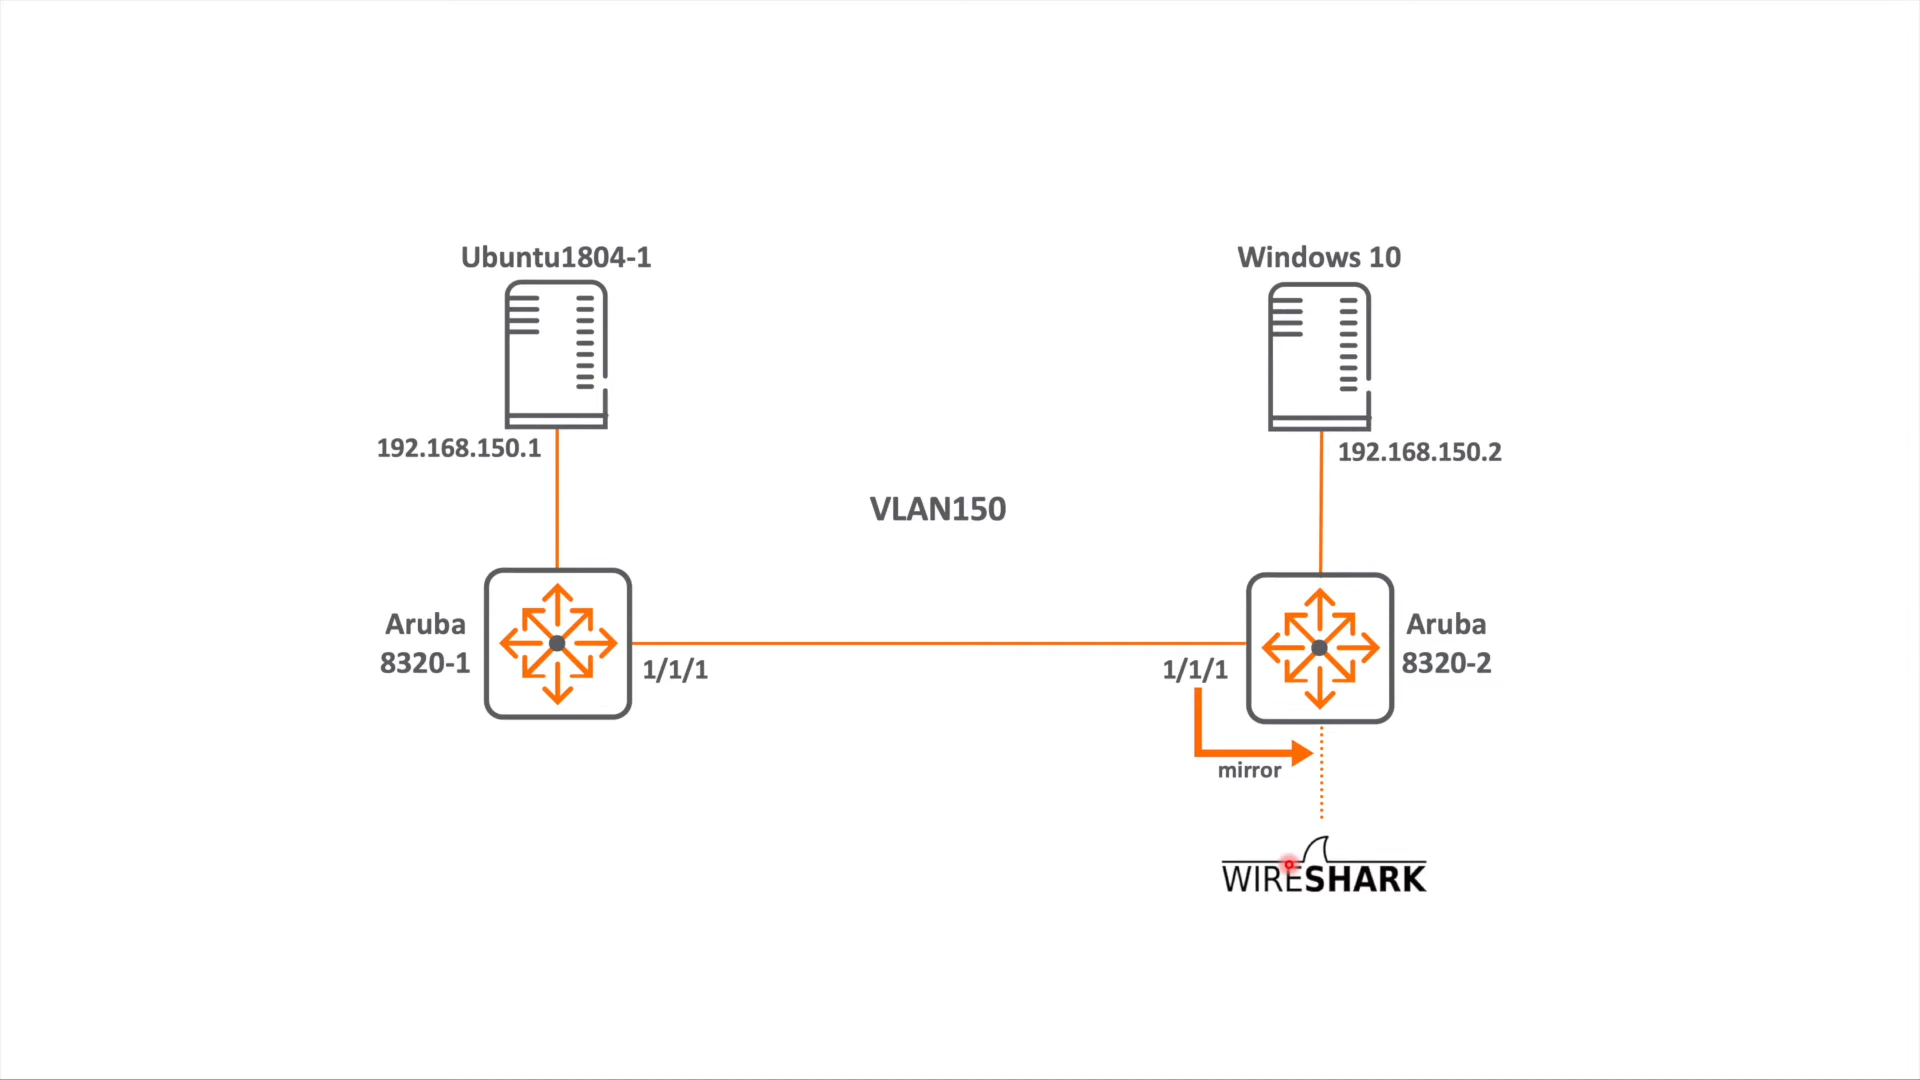 Ubuntu1804-1
Windows 10
192.168.150.1
192.168.150.2
VLAN150
Aruba
8320-1
1/1/1
1/1/1
Aruba
8320-2
mirror
WIRESHARK